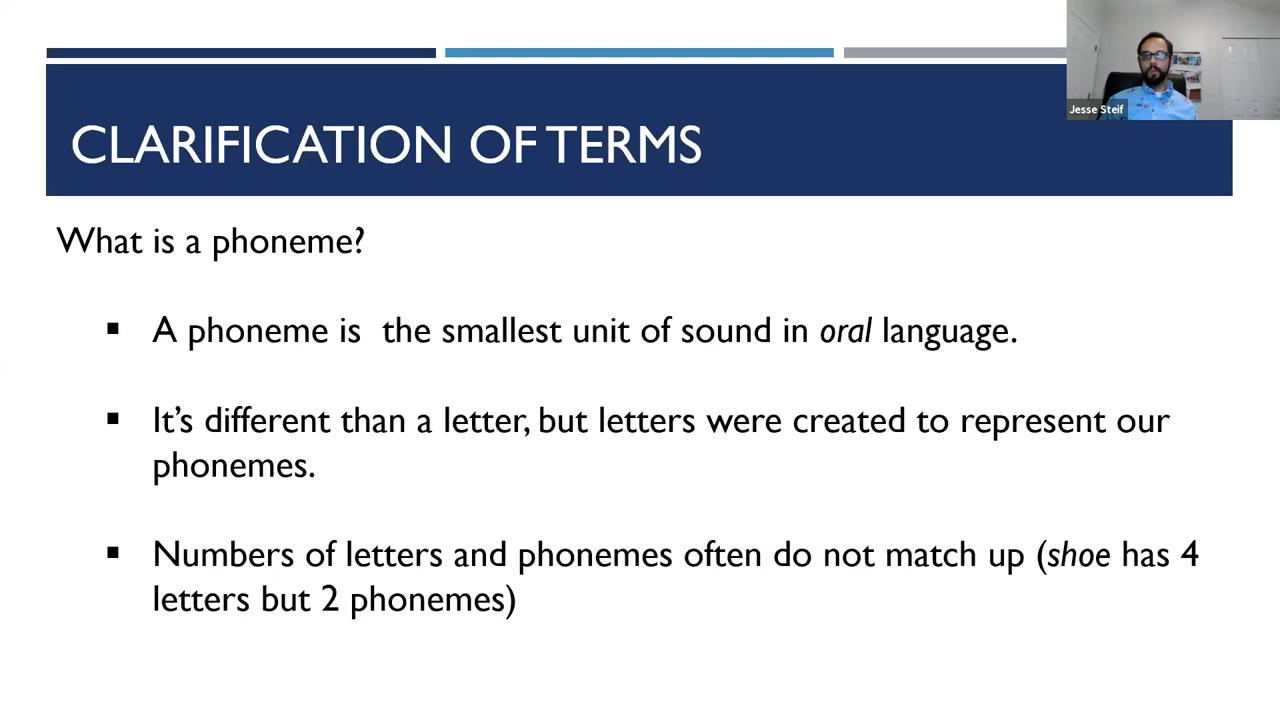 Jesse Steif
CLARIFICATION OF TERMS
What is a phoneme?
▪ A phoneme is  the smallest unit of sound in oral language.
▪ It’s different than a letter, but letters were created to represent our
phonemes.
▪ Numbers of letters and phonemes often do not match up (shoe has 4
letters but 2 phonemes)